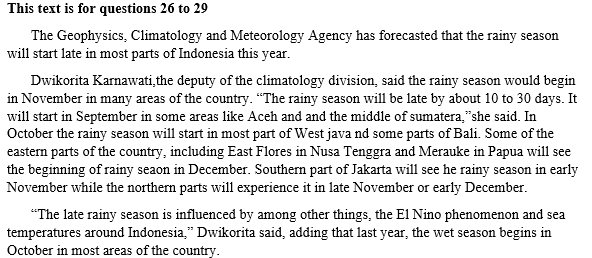 This text is for questions 26 to 29
The Geophysics, Climatology and Meteorology Agency has forecasted that the rainy season
will start late in most parts of Indonesia this year.
Dwikorita Karnawati,the deputy of the climatology division, said the rainy season would begin
in November in many areas of the country. “The rainy season will be late by about 10 to 30 days. It
will start in September in some areas like Aceh and and the middle of sumatera,”she said. In
October the rainy season will start in most part of West java nd some parts of Bali. Some of the
eastern parts of the country, including East Flores in Nusa Tenggra and Merauke in Papua will see
the beginning of rainy seaon in December. Southern part of Jakarta will see he rainy season in early
November while the northern parts will experience it in late November or early December.
“The late rainy season is influenced by among other things, the El Nino phenomenon and sea
temperatures around Indonesia,” Dwikorita said, adding that last year, the wet season begins in
October in most areas of the country.